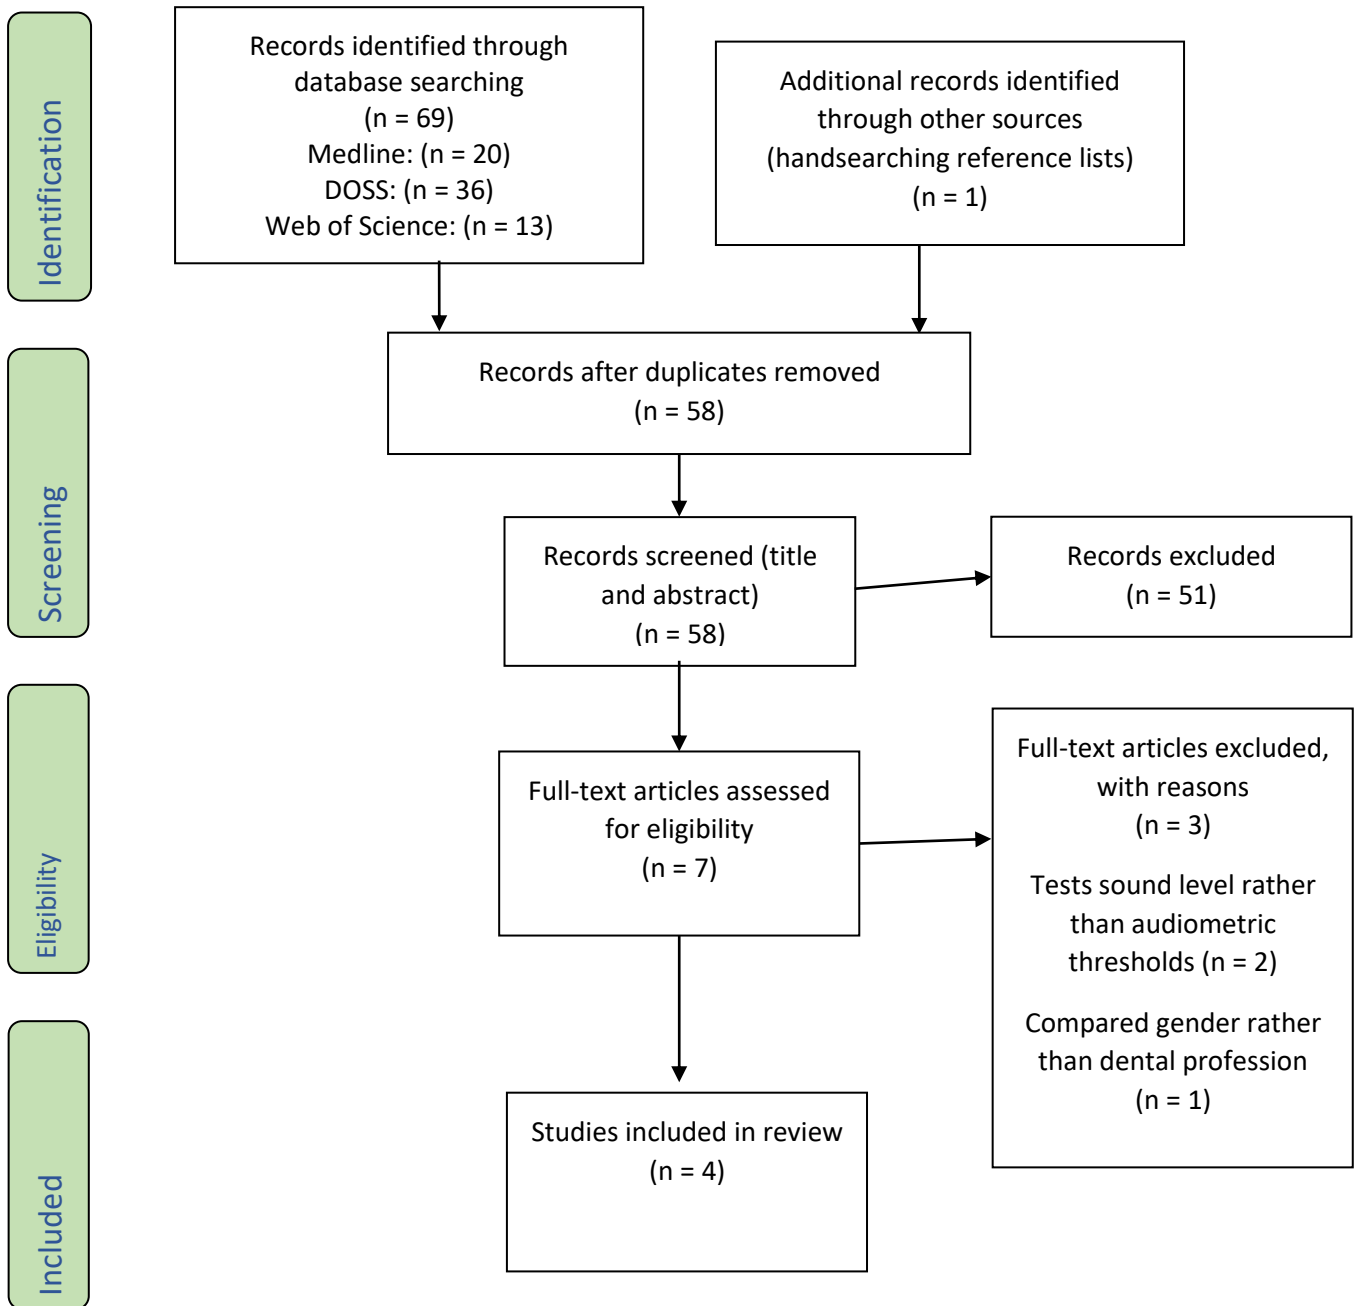 Identification
Records identified through
database searching
(n = 69)
Medline: (n = 20)
DOSS: (n = 36)
Web of Science: (n = 13)
Additional records identified
through other sources
(handsearching reference lists)
(n = 1)
Records after duplicates removed
(n = 58)
Screening
Records screened (title
and abstract)
(n = 58)
Records excluded
(n = 51)
Eligibility
Full-text articles assessed
for eligibility
(n = 7)
Full-text articles excluded,
with reasons
(n = 3)
Tests sound level rather
than audiometric
thresholds (n = 2)
Compared gender rather
than dental profession
(n = 1)
Included
Studies included in review
(n = 4)